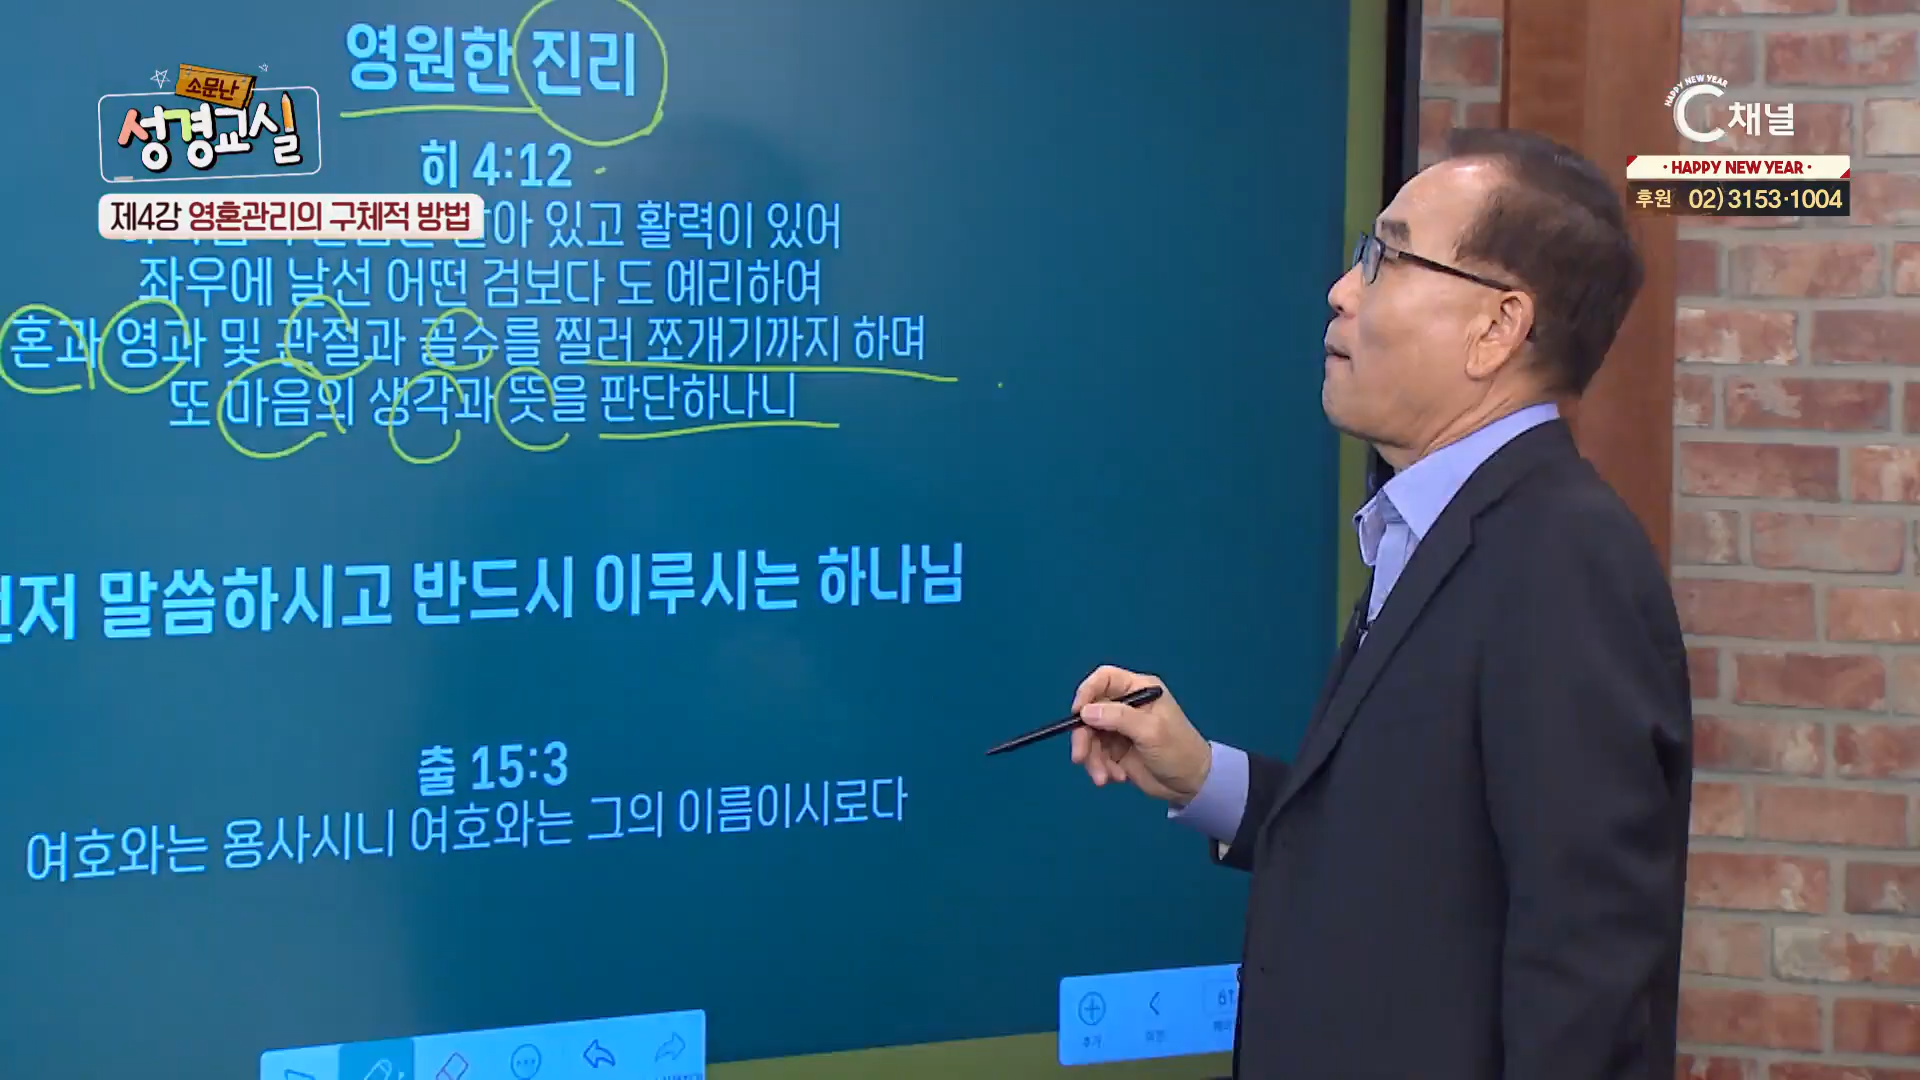 영원한 진리
소문난
성경교실
히 4:12
제4강 영혼관리의 구체적 방법
있고 활력이 있어
좌우에 날선 어떤 검보다 도 예리하여
혼과 영과 및 관절과 골수를 찔러 쪼개기까지 하며
또 마음의 생각과 뜻을 판단하나니
말씀하시고 반드시 이루시는 하나님
출 15:3
여호와는 용사시니 여호와는 그의 이름이시로다
HAPPY NEW YEAR
C채널
· HAPPY NEW YEAR ·
후원 02)3153·1004
추가
61